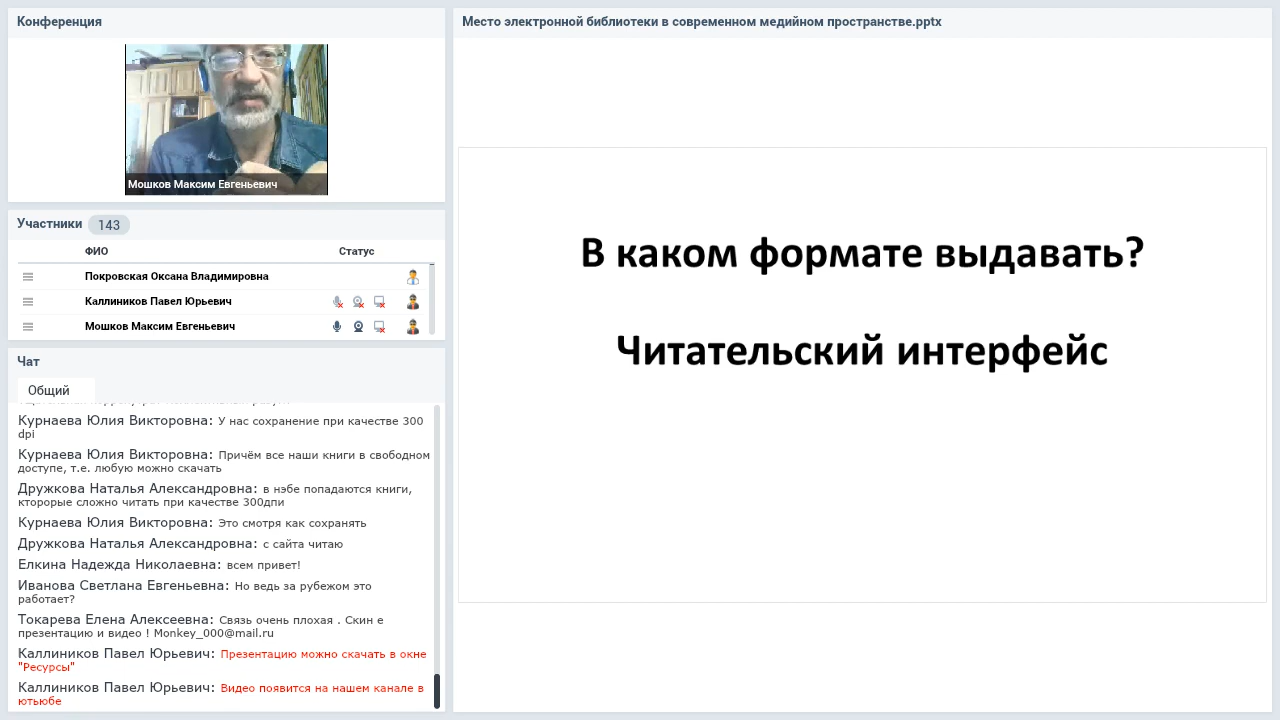 Конференция
Мошков Максим Евгеньевич
Участники 143
ФИО Статус
Покровская Оксана Владимировна
Каллиников Павел Юрьевич
Мошков Максим Евгеньевич
Чат
Общий
Курнаева Юлия Викторовна: У нас сохранение при качестве 300
dpi
Курнаева Юлия Викторовна: Причём все наши книги в свободном
доступе, т.е. любую можно скачать
Дружкова Наталья Александровна: в нэбе попадаются книги,
кторорые сложно читать при качестве 300дпи
Курнаева Юлия Викторовна: Это смотря как сохранять
Дружкова Наталья Александровна: с сайта читаю
Елкина Надежда Николаевна: всем привет!
Иванова Светлана Евгеньевна: Но ведь за рубежом это
работает?
Токарева Елена Алексеевна: Связь очень плохая . Скин е
презентацию и видео ! Monkey_000@mail.ru
Каллиников Павел Юрьевич: Презентацию можно скачать в окне
"Ресурсы"
Каллиников Павел Юрьевич: Видео появится на нашем канале в
ютьюбе
Место электронной библиотеки в современном медийном пространстве.pptx
В каком формате выдавать?
Читательский интерфейс